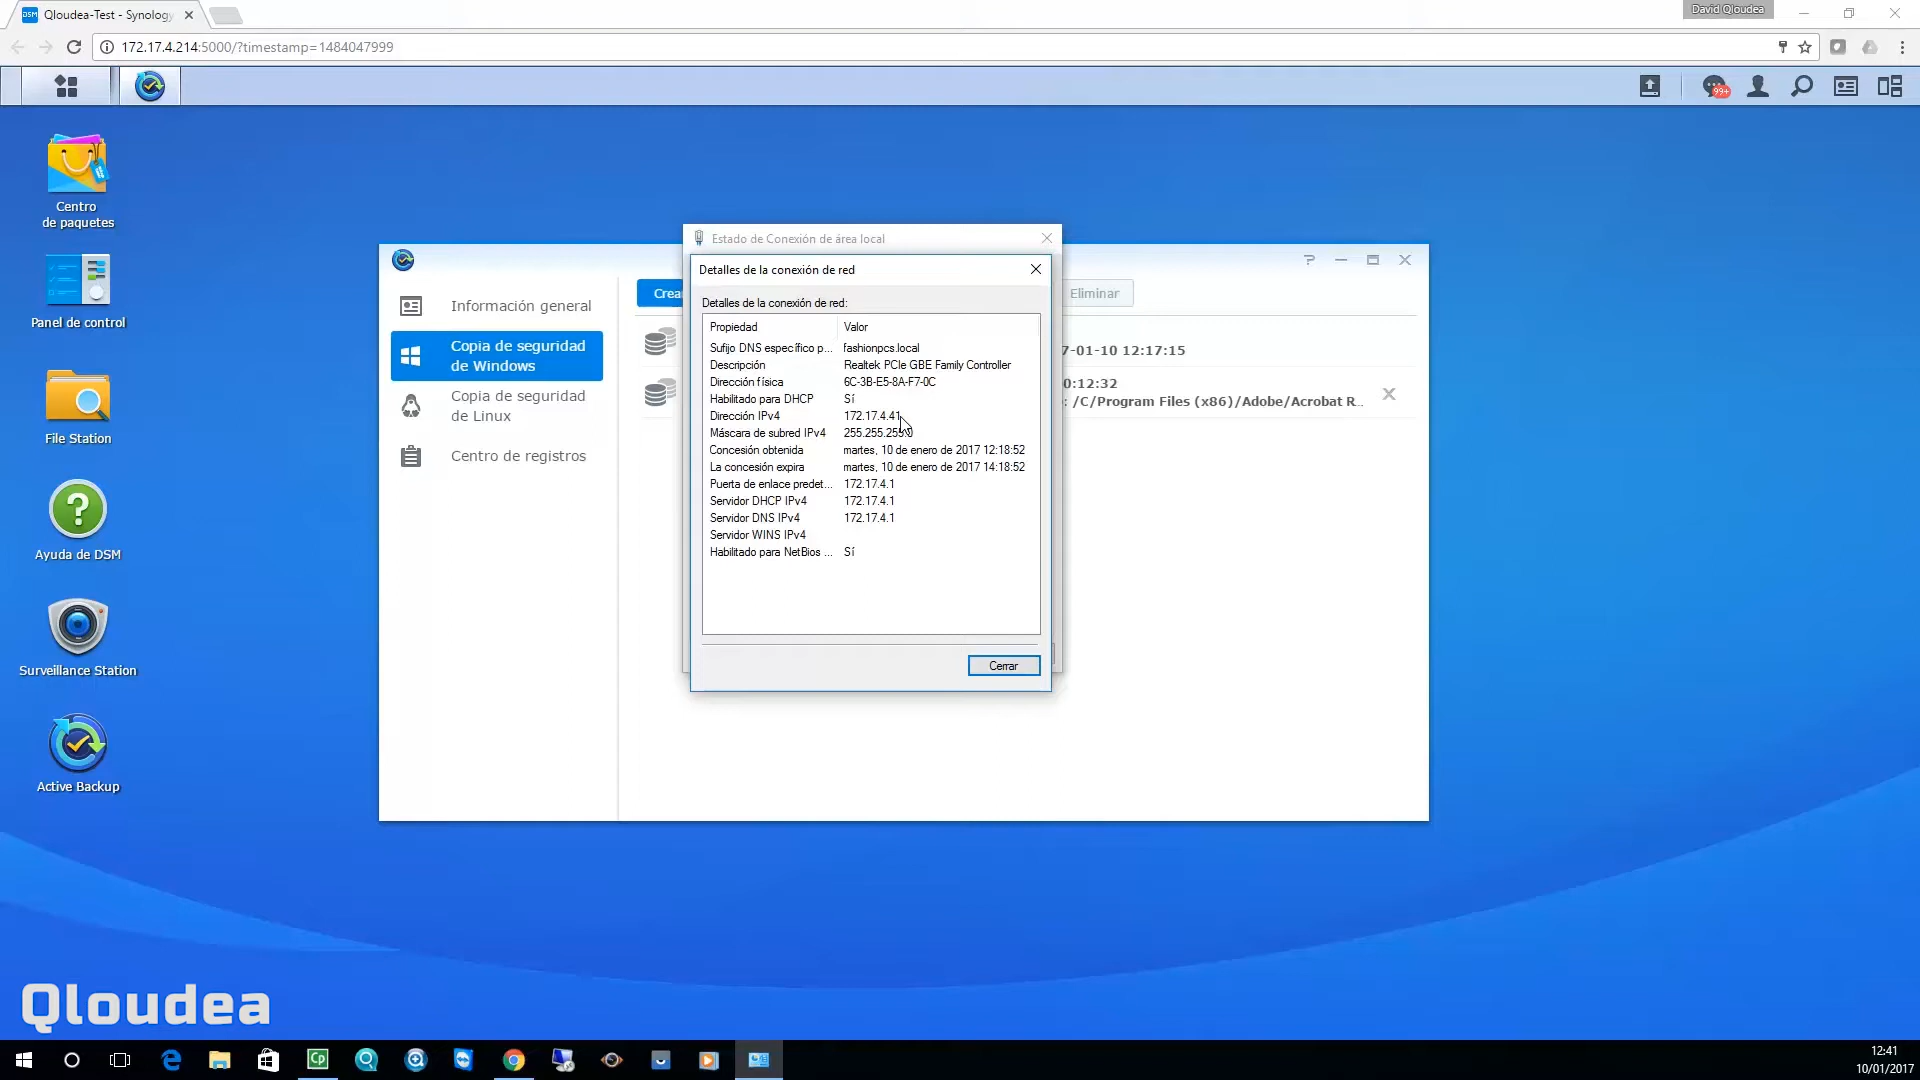 Qloudea-Test - Synology
David Qloudea
172.17.4.214:5000/?timestamp=1484047999
99+
Centro
de paquetes
Panel de control
File Station
Ayuda de DSM
Surveillance Station
Active Backup
Información general
Copia de seguridad
de Windows
Copia de seguridad
de Linux
Centro de registros
Crear
Eliminar
7-01-10 12:17:15
0:12:32
: /C/Program Files (x86)/Adobe/Acrobat R...
Estado de Conexión de área local
Detalles de la conexión de red
Detalles de la conexión de red:
Propiedad Valor
Sufijo DNS específico p... fashionpcs.local
Descripción Realtek PCIe GBE Family Controller
Dirección física 6C-3B-E5-8A-F7-0C
Habilitado para DHCP Sí
Dirección IPv4 172.17.4.41
Máscara de subred IPv4 255.255.255.0
Concesión obtenida martes, 10 de enero de 2017 12:18:52
La concesión expira martes, 10 de enero de 2017 14:18:52
Puerta de enlace predet... 172.17.4.1
Servidor DHCP IPv4 172.17.4.1
Servidor DNS IPv4 172.17.4.1
Servidor WINS IPv4
Habilitado para NetBios ... Sí
Cerrar
Qloudea
12:41
10/01/2017